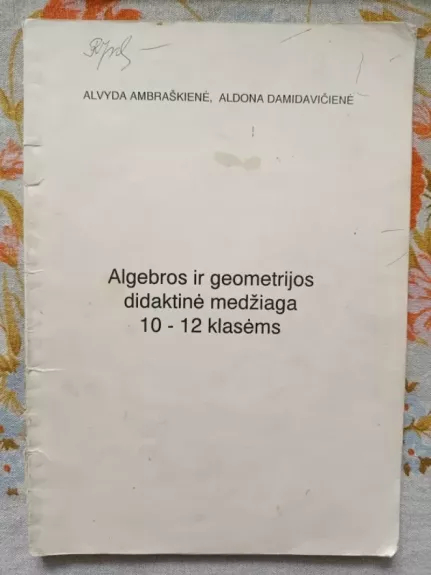 ALVYDA AMBRAŠKIENĖ, ALDONA DAMIDAVIČIENĖ
Algebros ir geometrijos
didaktinė medžiaga
10 - 12 klasėms